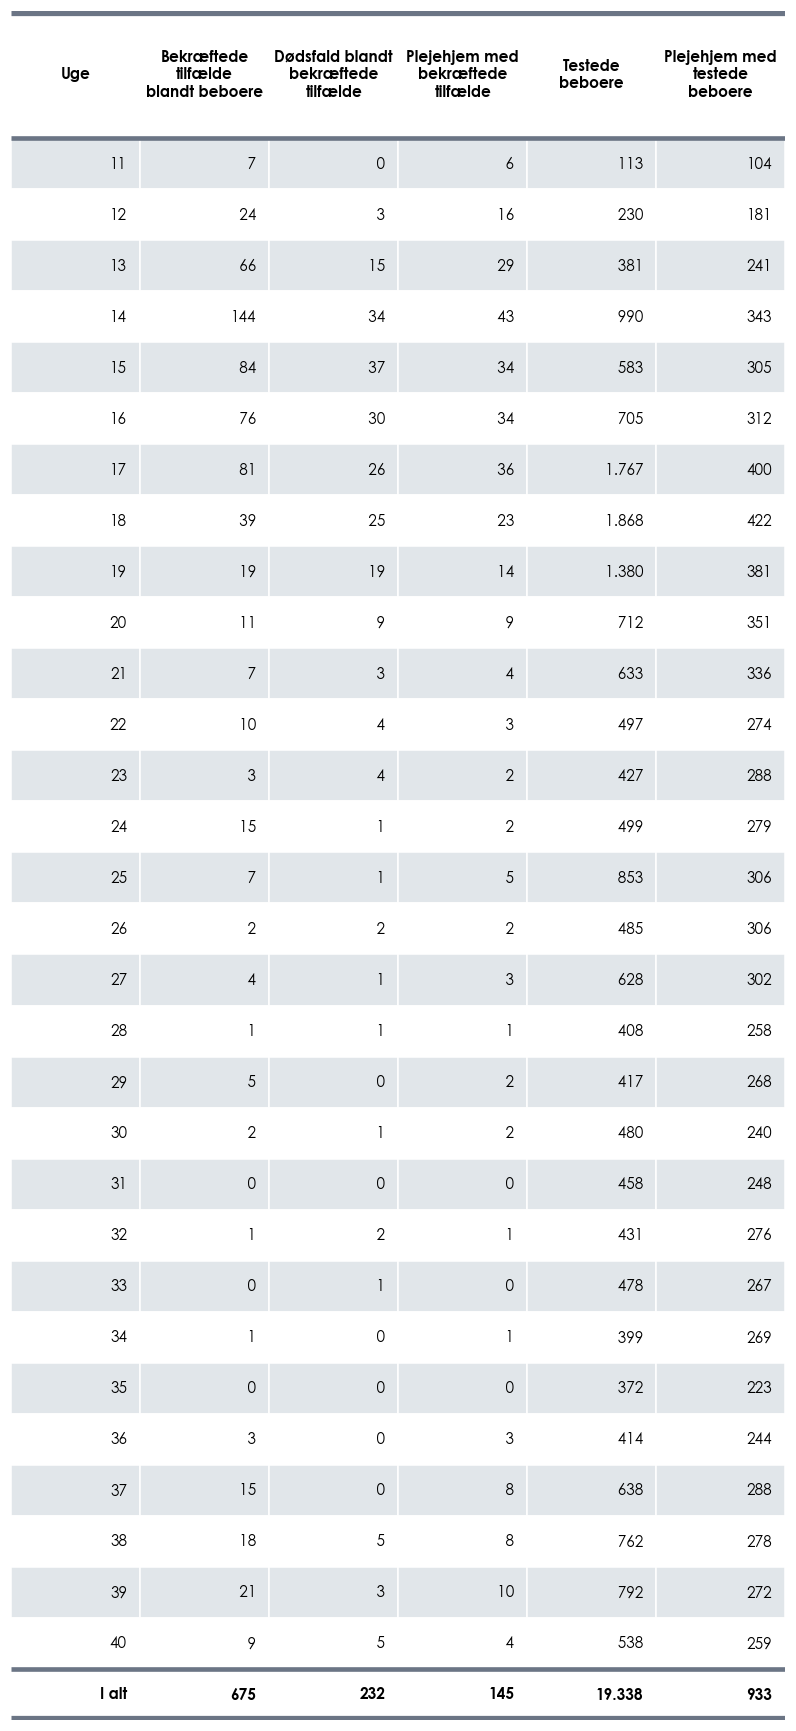 Uge Bekræftede tilfælde blandt beboere Dødsfald blandt bekræftede tilfælde Plejehjem med bekræftede tilfælde Testede beboere Plejehjem med testede beboere
11 7 0 6 113 104
12 24 3 16 230 181
13 66 15 29 381 241
14 144 34 43 990 343
15 84 37 34 583 305
16 76 30 34 705 312
17 81 26 36 1.767 400
18 39 25 23 1.868 422
19 19 19 14 1.380 381
20 11 9 9 712 351
21 7 3 4 633 336
22 10 4 3 497 274
23 3 4 2 427 288
24 15 1 2 499 279
25 7 1 5 853 306
26 2 2 2 485 306
27 4 1 3 628 302
28 1 1 1 408 258
29 5 0 2 417 268
30 2 1 2 480 240
31 0 0 0 458 248
32 1 2 1 431 276
33 0 1 0 478 267
34 1 0 1 399 269
35 0 0 0 372 223
36 3 0 3 414 244
37 15 0 8 638 288
38 18 5 8 762 278
39 21 3 10 792 272
40 9 5 4 538 259
I alt 675 232 145 19.338 933